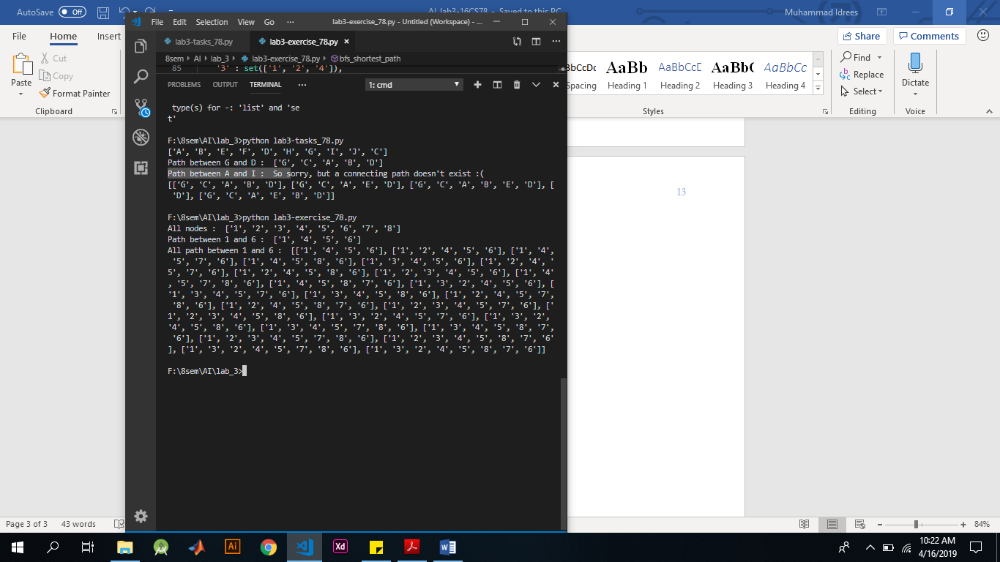 AutoSave Off
AI_lab3-16CS78 - Saved to this PC
Muhammad Idrees
File Home Insert
Share Comments
Paste
Cut
Copy
Format Painter
Clipboard
File Edit Selection View Go ··· lab3-exercise_78.py - Untitled (Workspace) - ...
lab3-tasks_78.py lab3-exercise_78.py
8sem > AI > lab_3 > lab3-exercise_78.py > bfs_shortest_path
85 '3' : set(['1', '2', '4']),
PROBLEMS OUTPUT TERMINAL ··· 1: cmd
type(s) for -: 'list' and 'se
t'
F:\8sem\AI\lab_3>python lab3-tasks_78.py
['A', 'B', 'E', 'F', 'D', 'H', 'G', 'I', 'J', 'C']
Path between G and D :  ['G', 'C', 'A', 'B', 'D']
Path between A and I :  So sorry, but a connecting path doesn't exist :(
[['G', 'C', 'A', 'B', 'D'], ['G', 'C', 'A', 'E', 'D'], ['G', 'C', 'A', 'B', 'E', 'D'], [
'D'], ['G', 'C', 'A', 'E', 'B', 'D']]
F:\8sem\AI\lab_3>python lab3-exercise_78.py
All nodes :  ['1', '2', '3', '4', '5', '6', '7', '8']
Path between 1 and 6 :  ['1', '4', '5', '6']
All path between 1 and 6 :  [['1', '4', '5', '6'], ['1', '2', '4', '5', '6'], ['1', '4',
'5', '7', '6'], ['1', '4', '5', '8', '6'], ['1', '3', '4', '5', '6'], ['1', '2', '4', '
5', '7', '6'], ['1', '2', '4', '5', '8', '6'], ['1', '2', '3', '4', '5', '6'], ['1', '4'
, '5', '7', '8', '6'], ['1', '4', '5', '8', '7', '6'], ['1', '3', '2', '4', '5', '6'], [
'1', '3', '4', '5', '7', '6'], ['1', '3', '4', '5', '8', '6'], ['1', '2', '4', '5', '7',
'8', '6'], ['1', '2', '4', '5', '8', '7', '6'], ['1', '2', '3', '4', '5', '7', '6'], ['
1', '2', '3', '4', '5', '8', '6'], ['1', '3', '2', '4', '5', '7', '6'], ['1', '3', '2',
'4', '5', '8', '6'], ['1', '3', '4', '5', '7', '8', '6'], ['1', '3', '4', '5', '8', '7',
'6'], ['1', '2', '3', '4', '5', '7', '8', '6'], ['1', '2', '3', '4', '5', '8', '7', '6'
], ['1', '3', '2', '4', '5', '7', '8', '6'], ['1', '3', '2', '4', '5', '8', '7', '6']]
F:\8sem\AI\lab_3>
AaBb AaBbCcD AaBb( AaBbCc
Spacing Heading 1 Heading 2 Heading 3 Heading 4
Styles
Find
Replace
Select
Editing
Dictate
Voice
13
Page 3 of 3 43 words
84%
Ai Xd
10:22 AM
4/16/2019